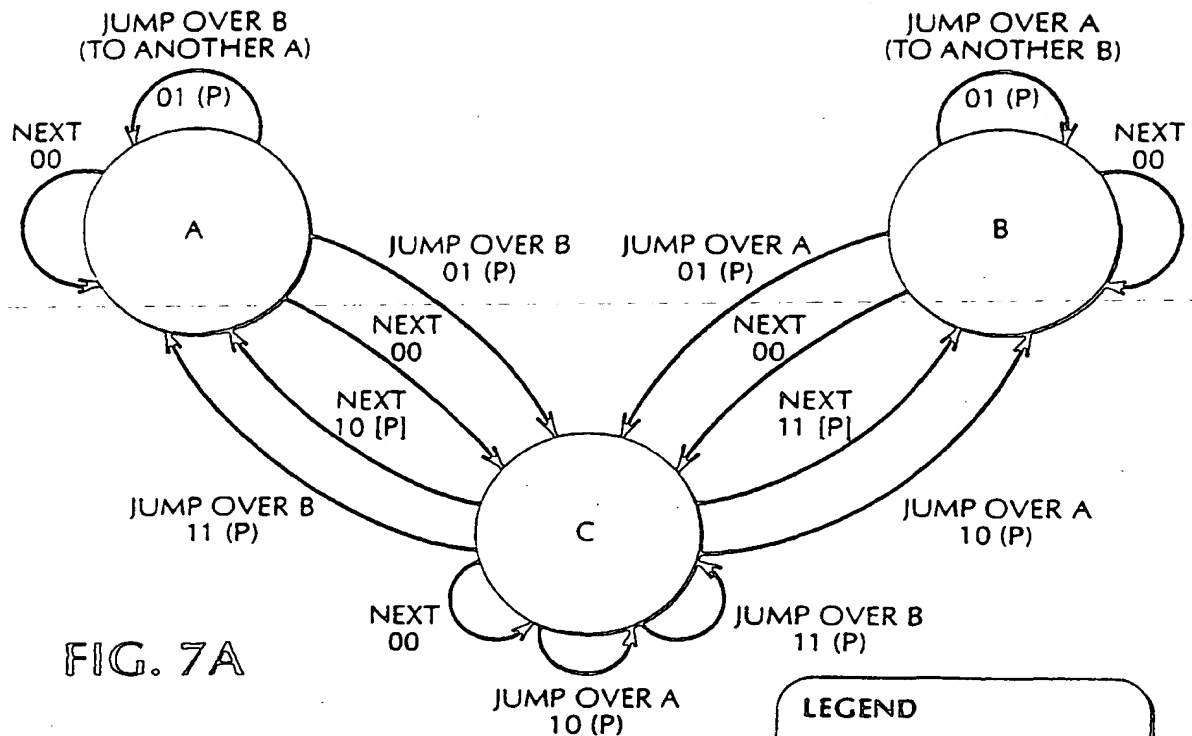 JUMP OVER B
(TO ANOTHER A)
01 (P)
NEXT
00
A
JUMP OVER A
(TO ANOTHER B)
01 (P)
NEXT
00
B
JUMP OVER B
01 (P)
JUMP OVER A
01 (P)
NEXT
00
NEXT
00
NEXT
10 [P]
NEXT
11 [P]
JUMP OVER B
11 (P)
C
JUMP OVER A
10 (P)
NEXT
00
JUMP OVER B
11 (P)
JUMP OVER A
10 (P)
FIG. 7A
LEGEND